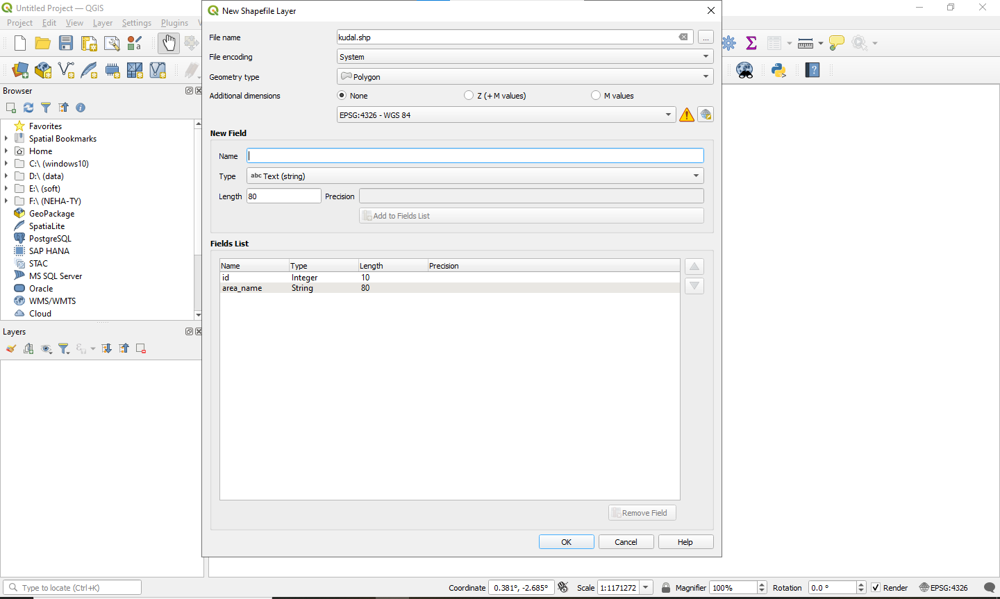 Untitled Project — QGIS
Project Edit View Layer Settings Plugins
New Shapefile Layer
File name kudal.shp ...
File encoding System
Geometry type Polygon
Additional dimensions None Z (+ M values) M values
EPSG:4326 - WGS 84
New Field
Name
Type abc Text (string)
Length 80 Precision
Add to Fields List
Fields List
Name Type Length Precision
id Integer 10
area_name String 80
Remove Field
OK Cancel Help
Browser
Favorites
Spatial Bookmarks
Home
C:\ (windows10)
D:\ (data)
E:\ (soft)
F:\ (NEHA-TY)
GeoPackage
SpatiaLite
PostgreSQL
SAP HANA
STAC
MS SQL Server
Oracle
WMS/WMTS
Cloud
Layers
Type to locate (Ctrl+K) Coordinate 0.381°, -2.685° Scale 1:1171272 Magnifier 100% Rotation 0.0 ° Render EPSG:4326